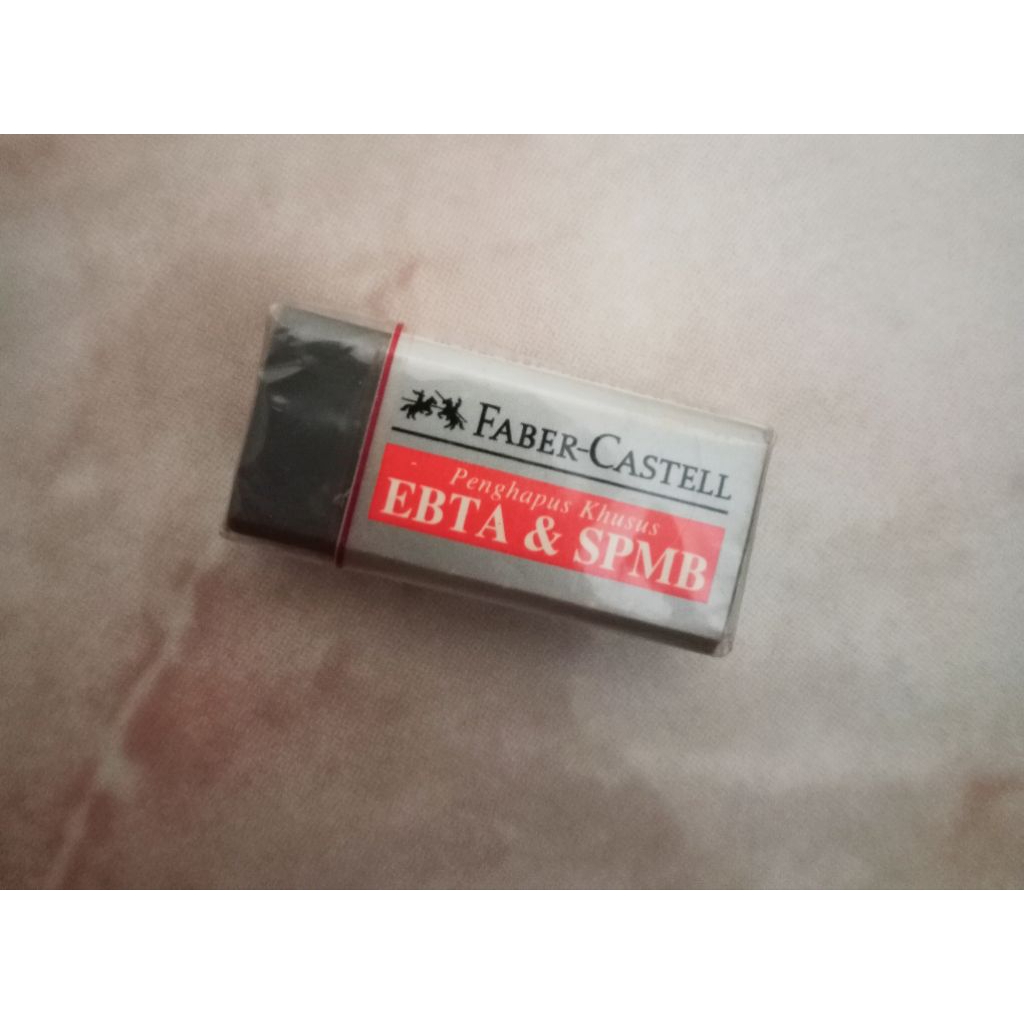 FABER-CASTELL
Penghapus Khusus
EBTA & SPMB